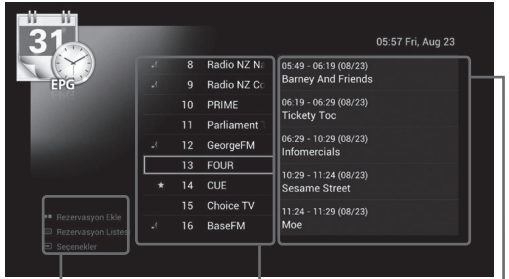 31
EPG
05:57 Fri, Aug 23
8 Radio NZ
9 Radio NZ
10 PRIME
11 Parliament
12 GeorgeFM
13 FOUR
14 CUE
15 Choice TV
16 BaseFM
05:49 - 06:19 (08/23)
Barney And Friends
06:19 - 06:29 (08/23)
Tickety Toc
06:29 - 10:29 (08/23)
Infomercials
10:29 - 11:24 (08/23)
Sesame Street
11:24 - 11:29 (08/23)
Moe
Rezervasyon Ekle
Rezervasyon Listes
Seçenekler